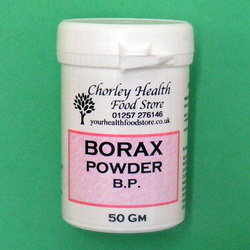 Chorley Health
Food Store
01257 276146
yourhealthfoodstore.co.uk
BORAX
POWDER
B.P.
50 GM